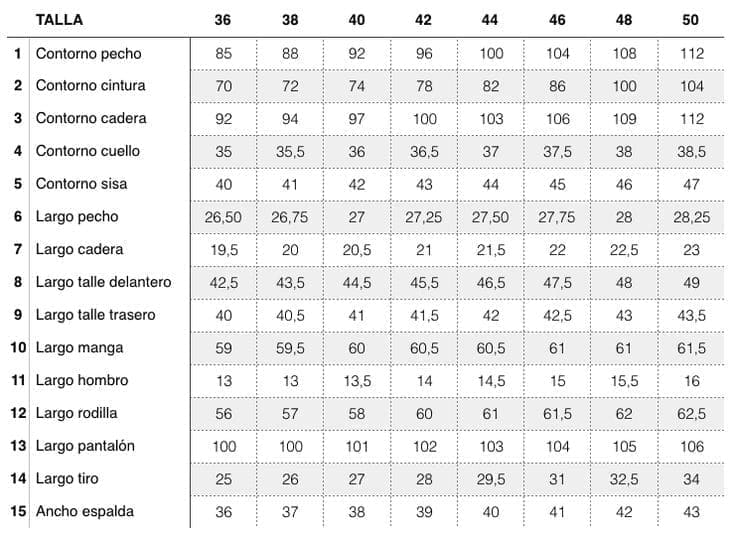 TALLA 36 38 40 42 44 46 48 50
1 Contorno pecho 85 88 92 96 100 104 108 112
2 Contorno cintura 70 72 74 78 82 86 100 104
3 Contorno cadera 92 94 97 100 103 106 109 112
4 Contorno cuello 35 35,5 36 36,5 37 37,5 38 38,5
5 Contorno sisa 40 41 42 43 44 45 46 47
6 Largo pecho 26,50 26,75 27 27,25 27,50 27,75 28 28,25
7 Largo cadera 19,5 20 20,5 21 21,5 22 22,5 23
8 Largo talle delantero 42,5 43,5 44,5 45,5 46,5 47,5 48 49
9 Largo talle trasero 40 40,5 41 41,5 42 42,5 43 43,5
10 Largo manga 59 59,5 60 60,5 60,5 61 61 61,5
11 Largo hombro 13 13 13,5 14 14,5 15 15,5 16
12 Largo rodilla 56 57 58 60 61 61,5 62 62,5
13 Largo pantalón 100 100 101 102 103 104 105 106
14 Largo tiro 25 26 27 28 29,5 31 32,5 34
15 Ancho espalda 36 37 38 39 40 41 42 43